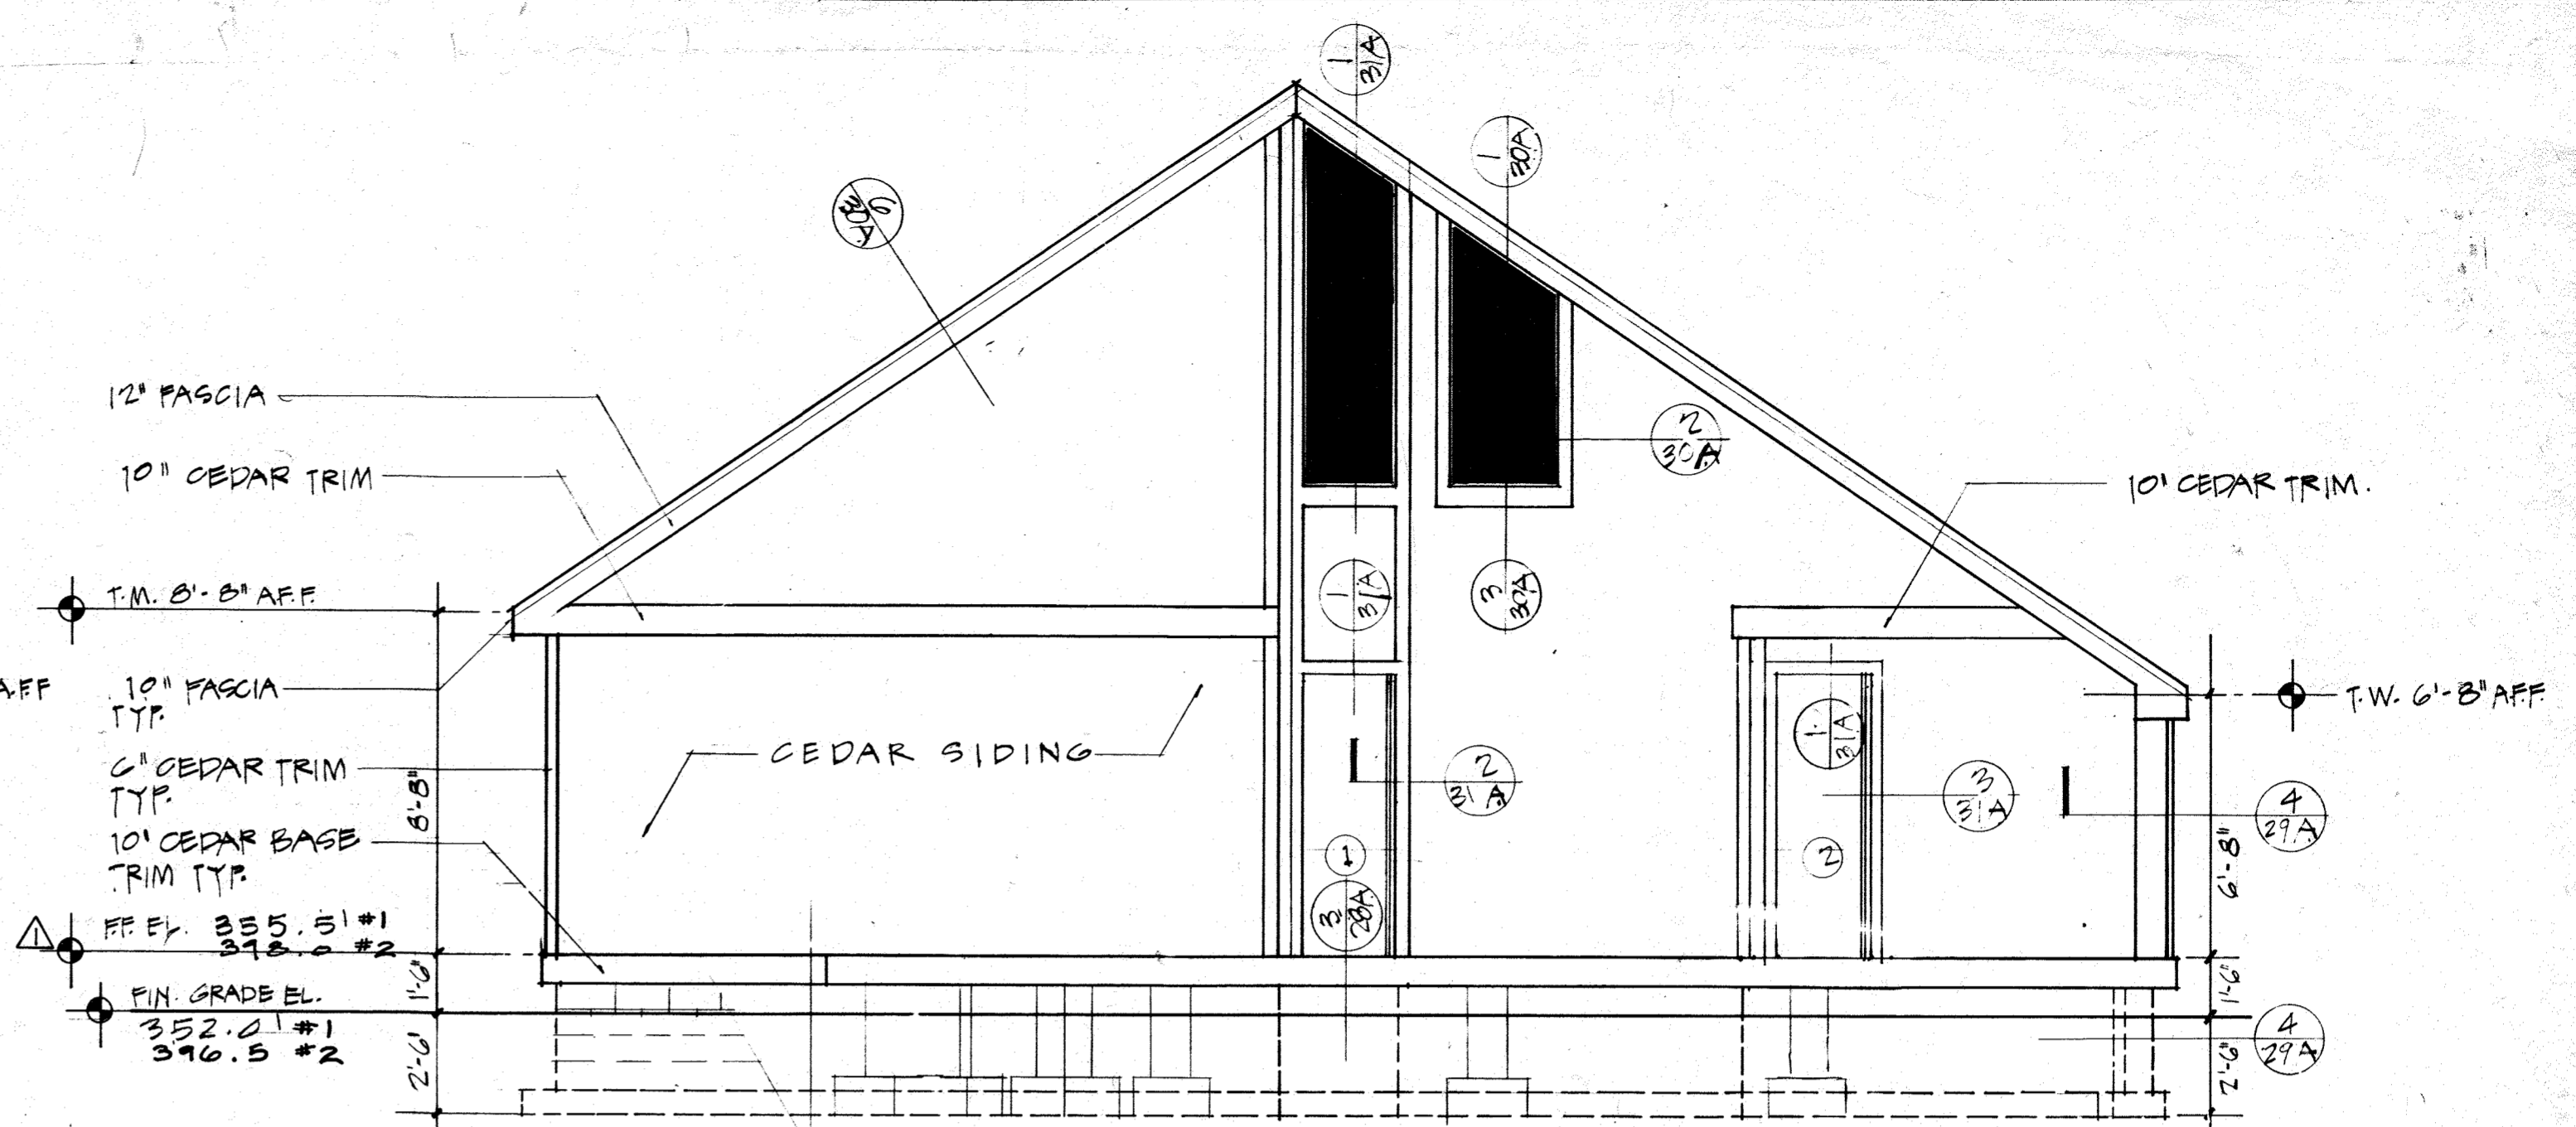 1
31A
1
30A
6
30A
12" FASCIA
2
30A
10" CEDAR TRIM
10' CEDAR TRIM.
T.M. 8'-8" A.F.F.
1
31A
3
30A
A.F.F
10" FASCIA
TYP.
T.W. 6'-8" A.F.F.
1
31A
CEDAR SIDING
6" CEDAR TRIM
TYP.
8'-8"
2
31A
3
31A
4
29A
10' CEDAR BASE
TRIM TYP.
1
2
6'-8"
3
28A
1
F.F. EL. 355.5' #1
398.0 #2
1'-6"
1'-6"
FIN. GRADE EL.
352.0' #1
396.5 #2
2'-6'
4
29A
2'-6"